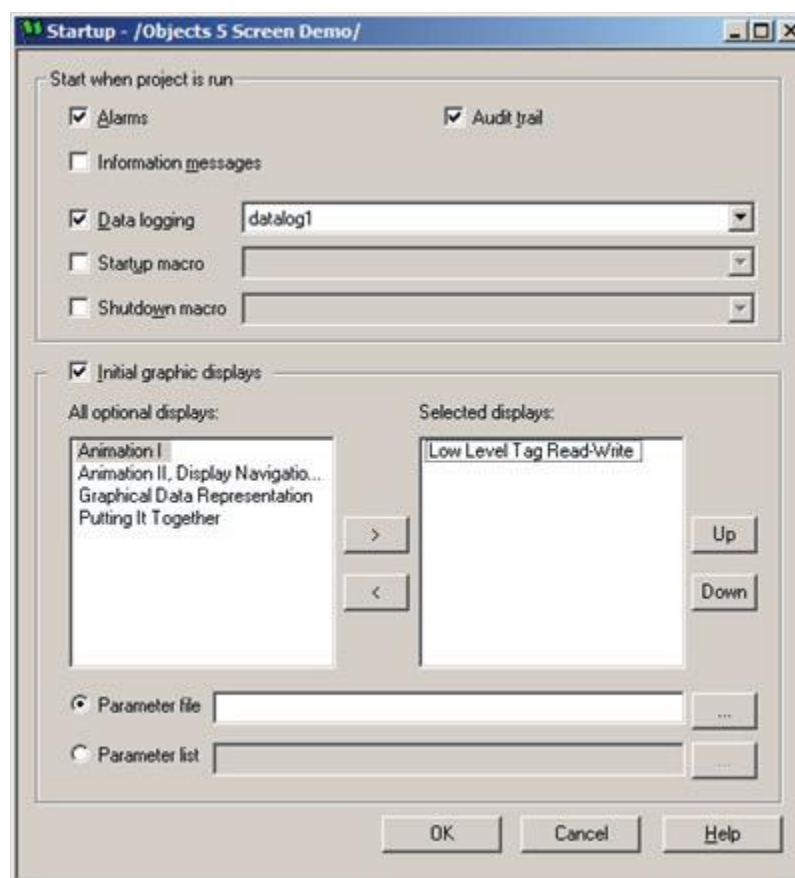 Startup - /Objects 5 Screen Demo/
Start when project is run
Alarms
Audit trail
Information messages
Data logging
datalog1
Startup macro
Shutdown macro
Initial graphic displays
All optional displays:
Selected displays:
Animation I
Low Level Tag Read-Write
Animation II, Display Navigatio...
Graphical Data Representation
Putting It Together
>
Up
<
Down
Parameter file
...
Parameter list
...
OK
Cancel
Help